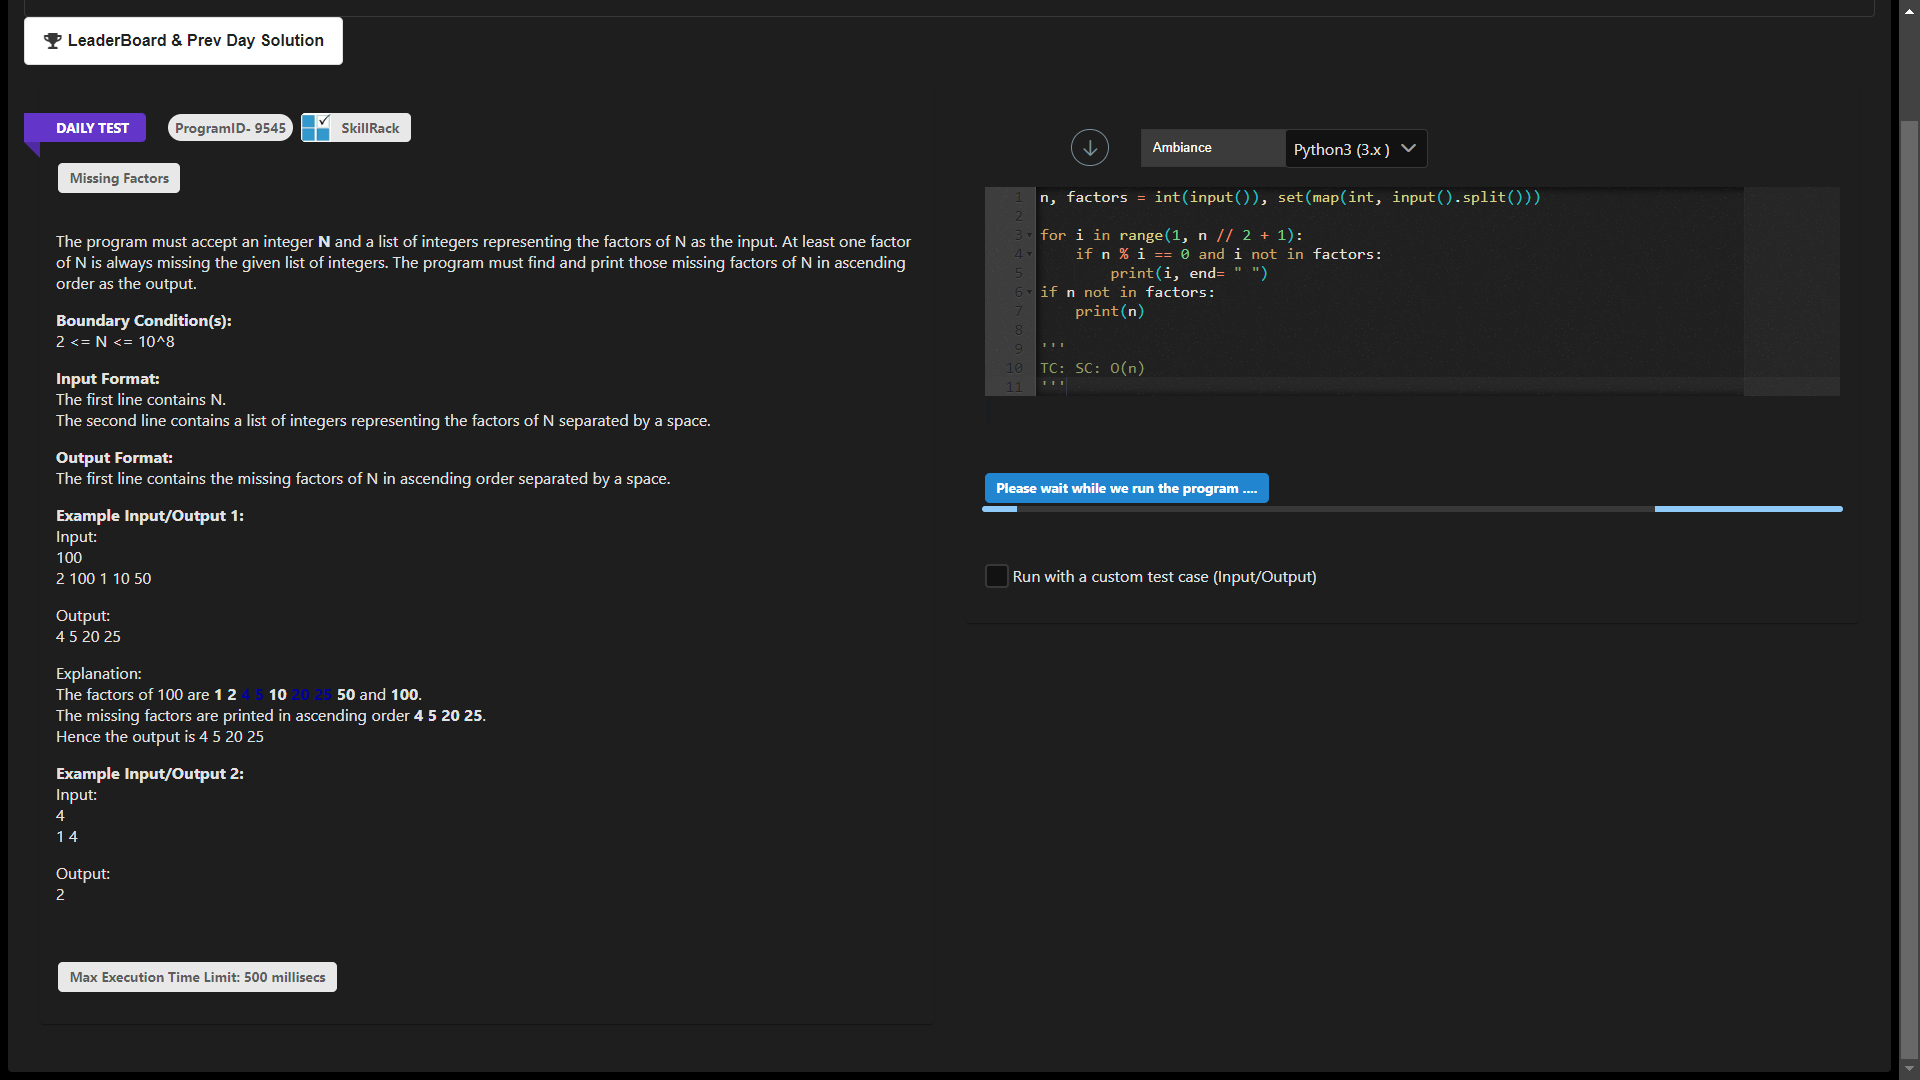 LeaderBoard & Prev Day Solution
DAILY TEST
ProgramID- 9545
SkillRack
Missing Factors
The program must accept an integer N and a list of integers representing the factors of N as the input. At least one factor
of N is always missing the given list of integers. The program must find and print those missing factors of N in ascending
order as the output.
Boundary Condition(s):
2 <= N <= 10^8
Input Format:
The first line contains N.
The second line contains a list of integers representing the factors of N separated by a space.
Output Format:
The first line contains the missing factors of N in ascending order separated by a space.
Example Input/Output 1:
Input:
100
2 100 1 10 50
Output:
4 5 20 25
Explanation:
The factors of 100 are 1 2 4 5 10 20 25 50 and 100.
The missing factors are printed in ascending order 4 5 20 25.
Hence the output is 4 5 20 25
Example Input/Output 2:
Input:
4
1 4
Output:
2
Max Execution Time Limit: 500 millisecs
Ambiance
Python3 (3.x )
1 n, factors = int(input()), set(map(int, input().split()))
2
3 for i in range(1, n // 2 + 1):
4     if n % i == 0 and i not in factors:
5         print(i, end= " ")
6 if n not in factors:
7     print(n)
8
9 '''
10 TC: SC: O(n)
11 '''
Please wait while we run the program ....
Run with a custom test case (Input/Output)